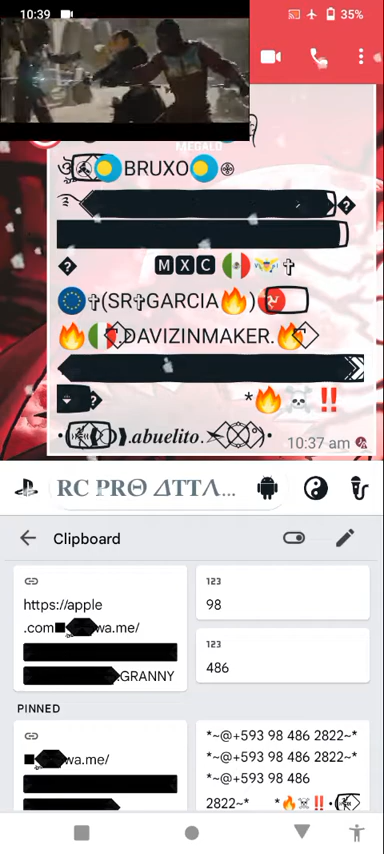 10:39 35%
MEGALD
BRUXO
MXC ✞
✞(SR✞GARCIA🔥)
🔥.DAVIZINMAKER.🔥
*🔥☠️‼️
.abuelito.
10:37 am
RC PRΘ ΔTTΛ...
Clipboard
https://apple
.com■wa.me/
.GRANNY
123
98
123
486
PINNED
■wa.me/
*~@+593 98 486 2822~*
*~@+593 98 486 2822~*
*~@+593 98 486
2822~* *🔥☠️‼️•